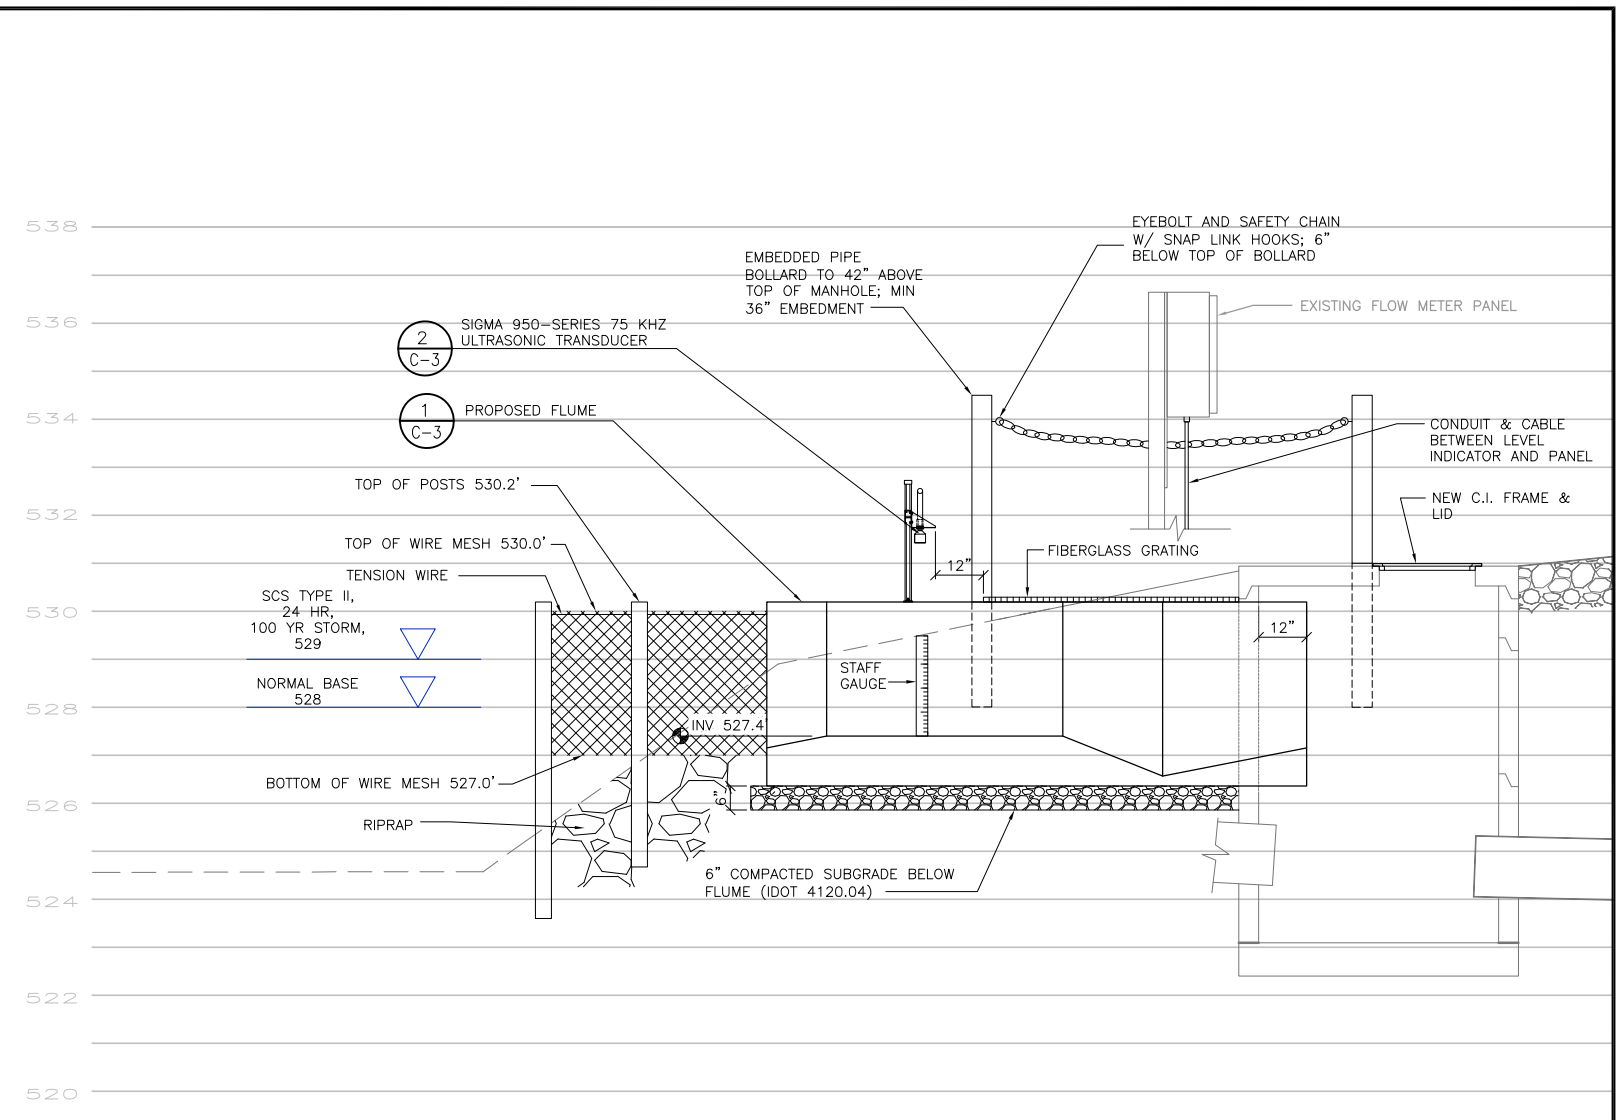 538
536
534
532
530
528
526
524
522
520
EYEBOLT AND SAFETY CHAIN
W/ SNAP LINK HOOKS; 6"
BELOW TOP OF BOLLARD
EMBEDDED PIPE
BOLLARD TO 42" ABOVE
TOP OF MANHOLE; MIN
36" EMBEDMENT
EXISTING FLOW METER PANEL
2
C-3
SIGMA 950-SERIES 75 KHZ
ULTRASONIC TRANSDUCER
1
C-3
PROPOSED FLUME
CONDUIT & CABLE
BETWEEN LEVEL
INDICATOR AND PANEL
TOP OF POSTS 530.2'
NEW C.I. FRAME &
LID
TOP OF WIRE MESH 530.0'
FIBERGLASS GRATING
12"
TENSION WIRE
SCS TYPE II,
24 HR,
100 YR STORM,
529
12"
STAFF
GAUGE
NORMAL BASE
528
INV 527.4'
BOTTOM OF WIRE MESH 527.0'
6"
RIPRAP
6" COMPACTED SUBGRADE BELOW
FLUME (IDOT 4120.04)